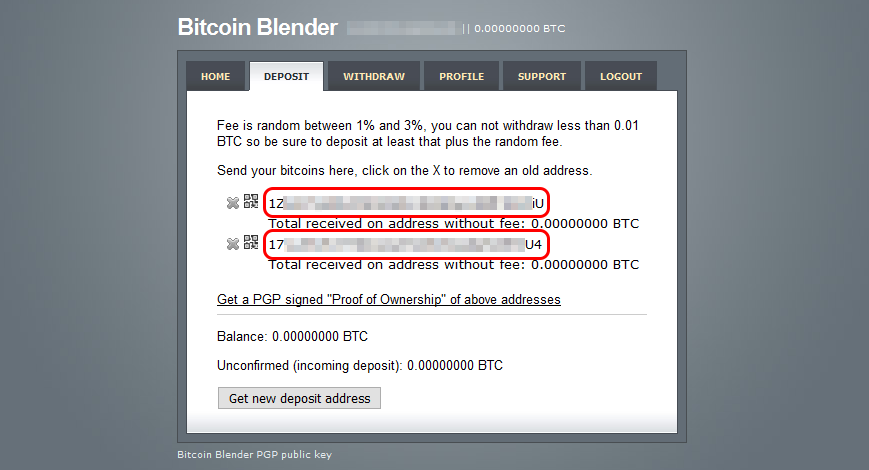 Bitcoin Blender || 0.00000000 BTC
HOME DEPOSIT WITHDRAW PROFILE SUPPORT LOGOUT
Fee is random between 1% and 3%, you can not withdraw less than 0.01
BTC so be sure to deposit at least that plus the random fee.
Send your bitcoins here, click on the X to remove an old address.
1Z iU
Total received on address without fee: 0.00000000 BTC
17 U4
Total received on address without fee: 0.00000000 BTC
Get a PGP signed "Proof of Ownership" of above addresses
Balance: 0.00000000 BTC
Unconfirmed (incoming deposit): 0.00000000 BTC
Get new deposit address
Bitcoin Blender PGP public key